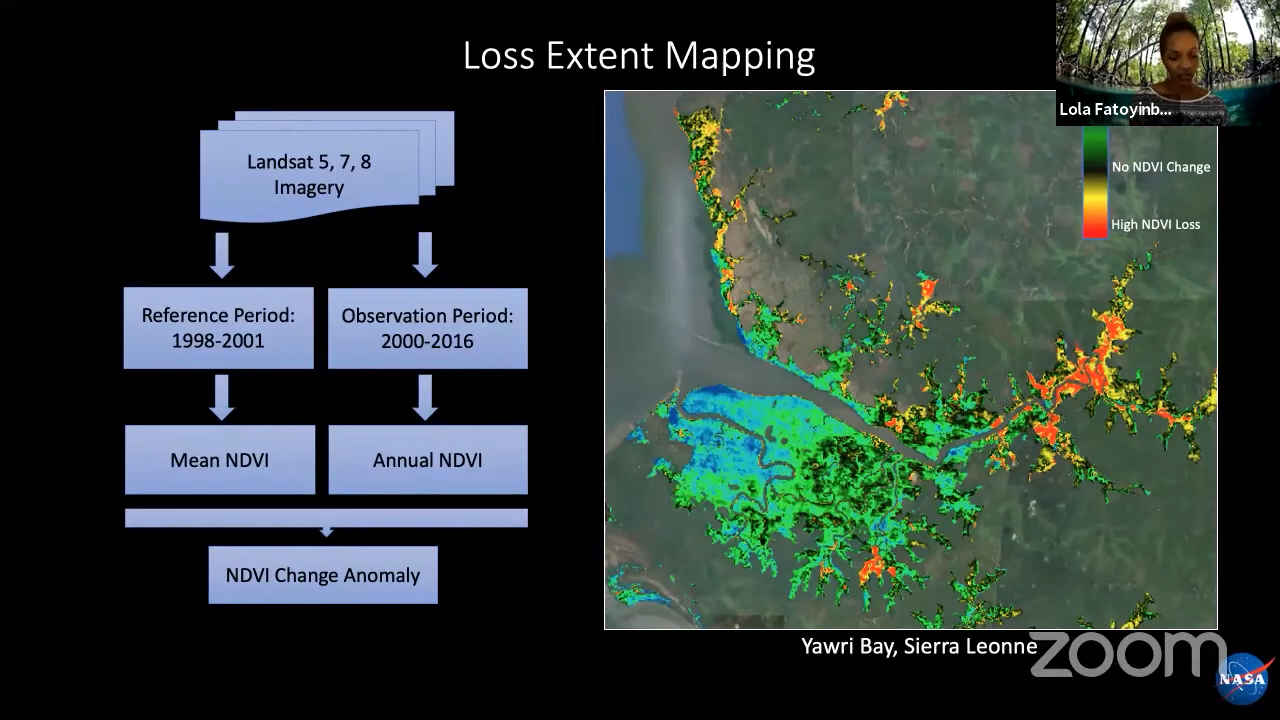 Loss Extent Mapping
Lola Fatoyinb...
Landsat 5, 7, 8
Imagery
Reference Period:
1998-2001
Observation Period:
2000-2016
Mean NDVI
Annual NDVI
NDVI Change Anomaly
No NDVI Change
High NDVI Loss
Yawri Bay, Sierra Leonne
zoom
NASA